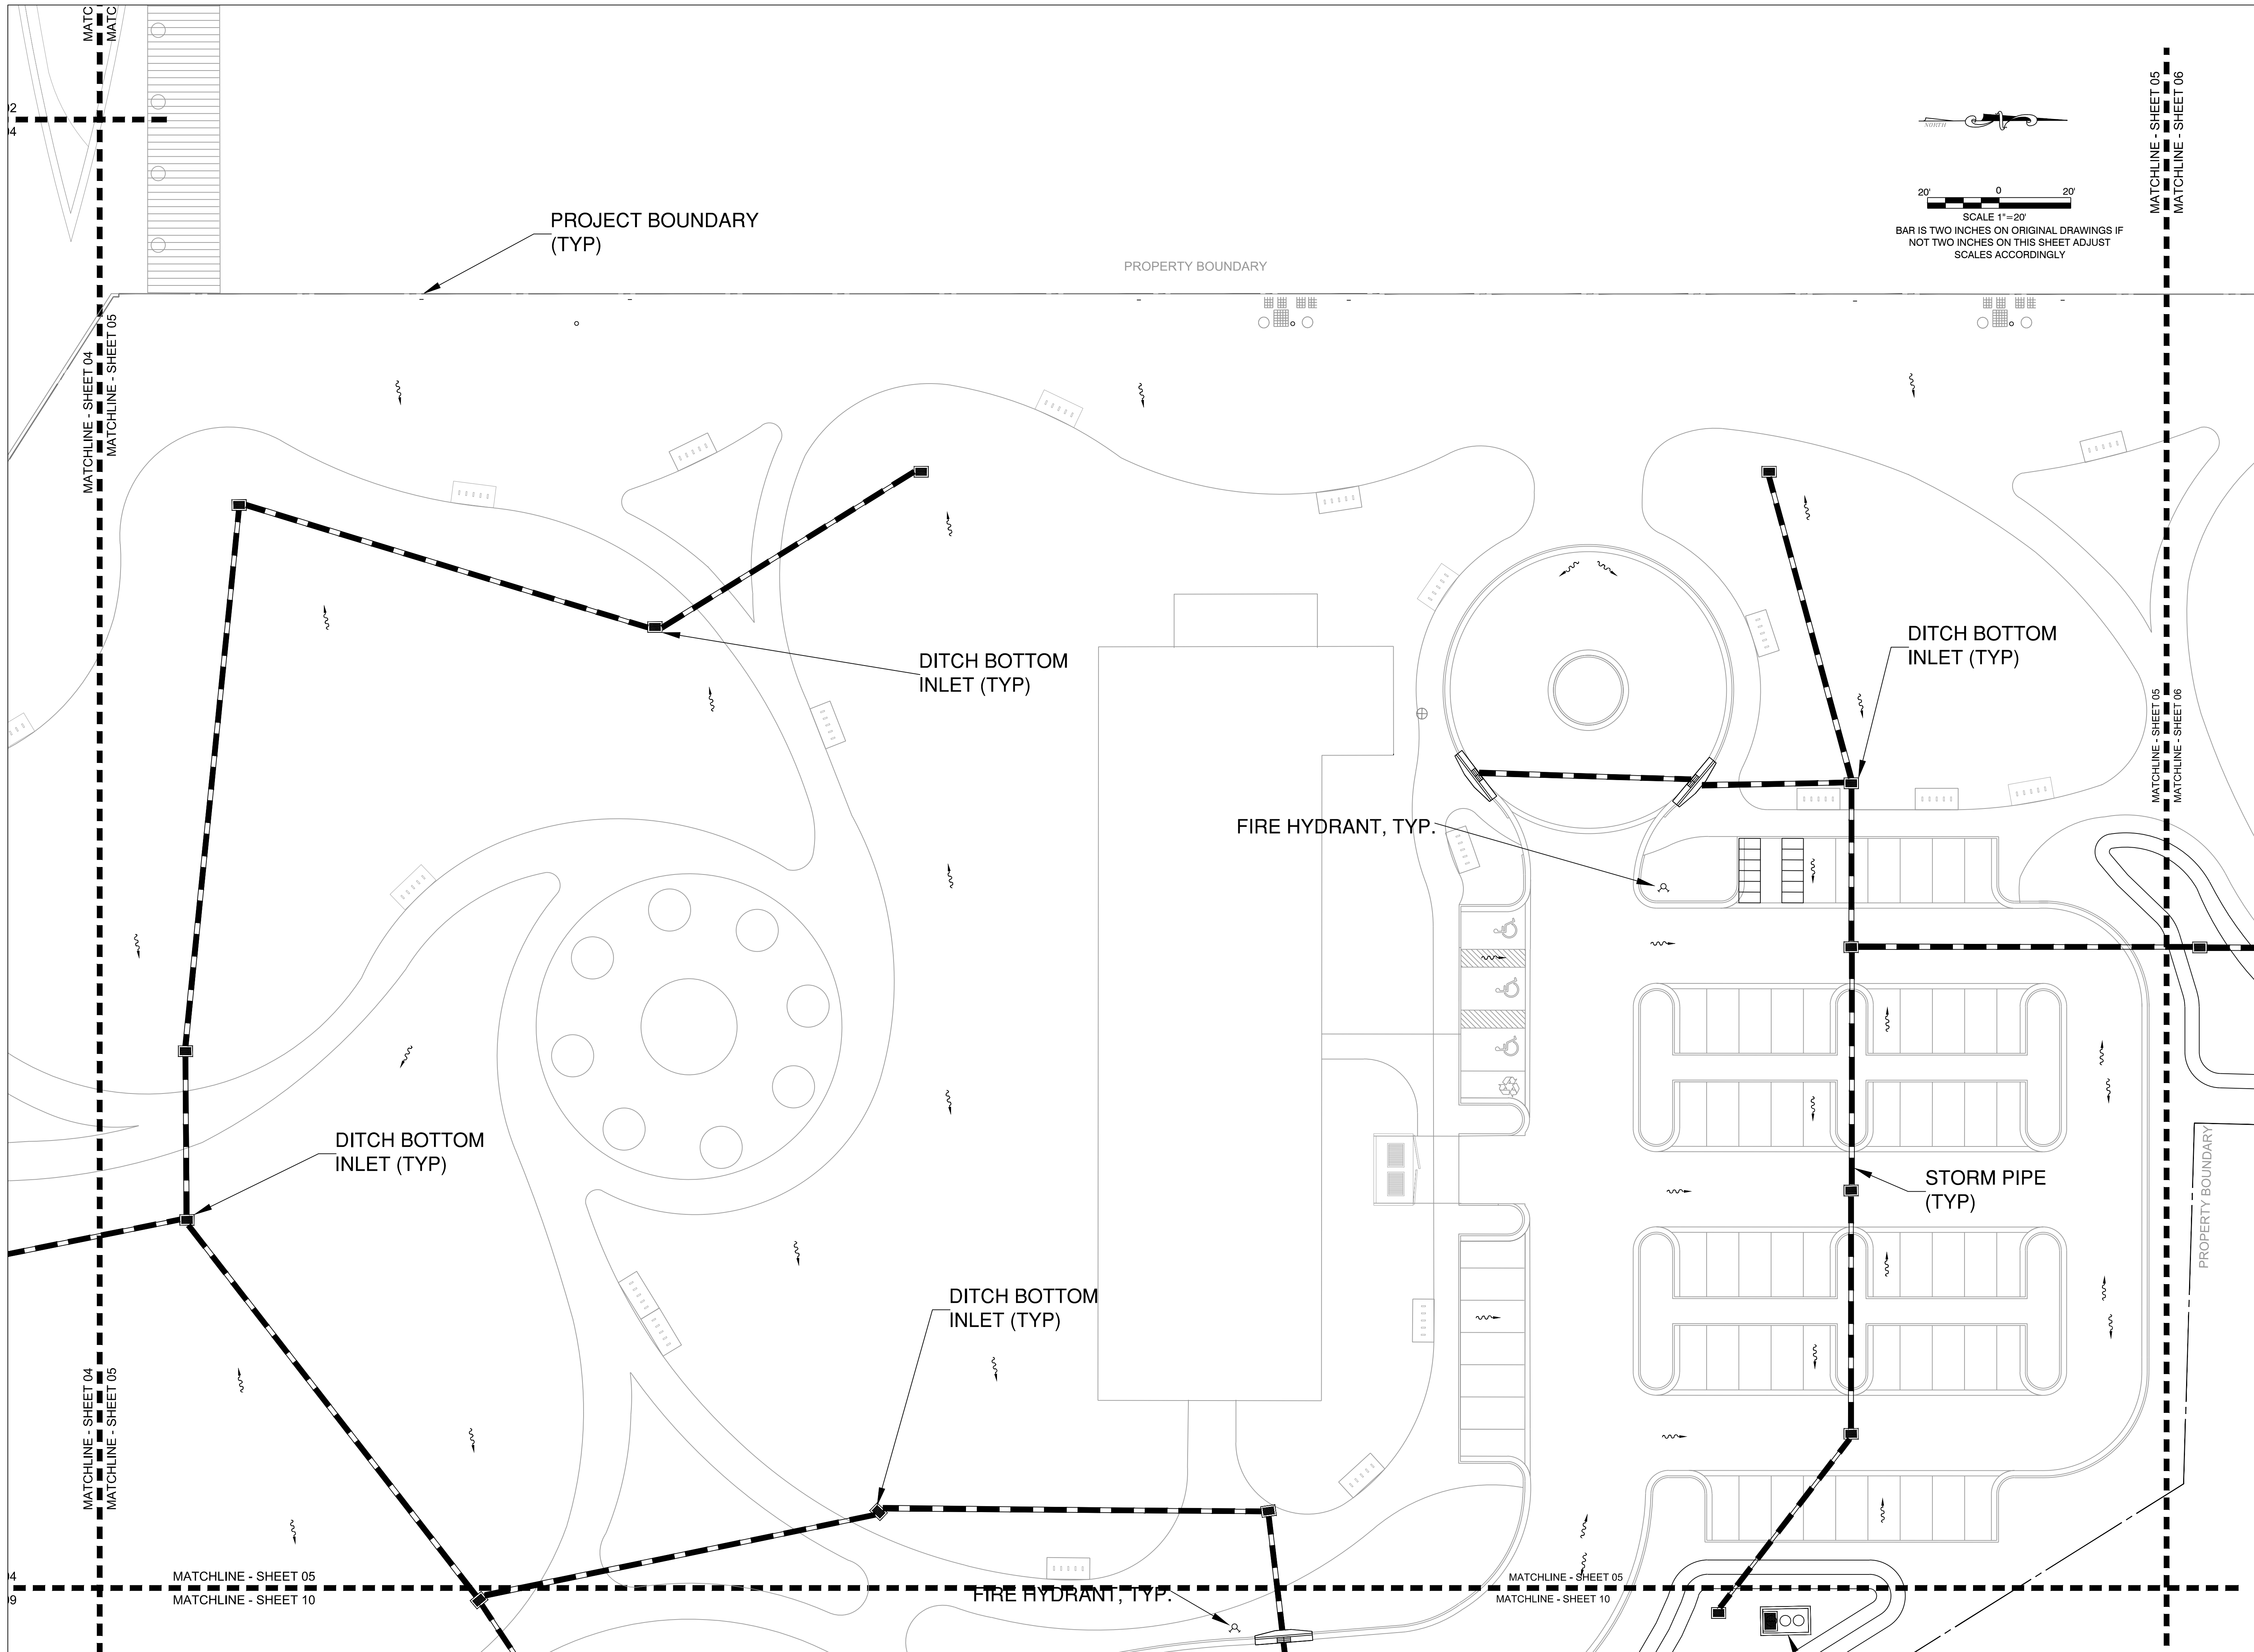 MATC
MATC
MATCHLINE - SHEET 05
MATCHLINE - SHEET 06
NORTH
20'
0
20'
SCALE 1"=20'
BAR IS TWO INCHES ON ORIGINAL DRAWINGS IF
NOT TWO INCHES ON THIS SHEET ADJUST
SCALES ACCORDINGLY
PROJECT BOUNDARY
(TYP)
PROPERTY BOUNDARY
MATCHLINE - SHEET 04
MATCHLINE - SHEET 05
DITCH BOTTOM
INLET (TYP)
DITCH BOTTOM
INLET (TYP)
MATCHLINE - SHEET 05
MATCHLINE - SHEET 06
FIRE HYDRANT, TYP.
DITCH BOTTOM
INLET (TYP)
STORM PIPE
(TYP)
PROPERTY BOUNDARY
DITCH BOTTOM
INLET (TYP)
MATCHLINE - SHEET 04
MATCHLINE - SHEET 05
MATCHLINE - SHEET 05
MATCHLINE - SHEET 10
FIRE HYDRANT, TYP.
MATCHLINE - SHEET 05
MATCHLINE - SHEET 10